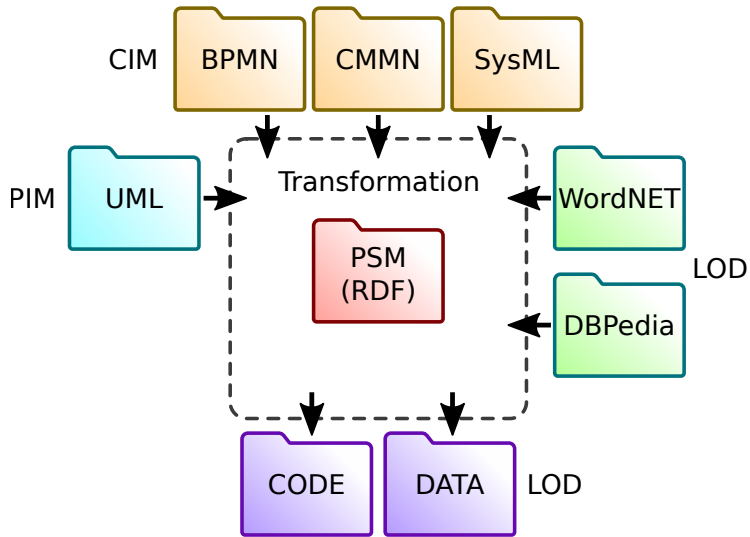 CIM
BPMN
CMMN
SysML
PIM
UML
Transformation
WordNET
PSM
(RDF)
LOD
DBPedia
CODE
DATA
LOD